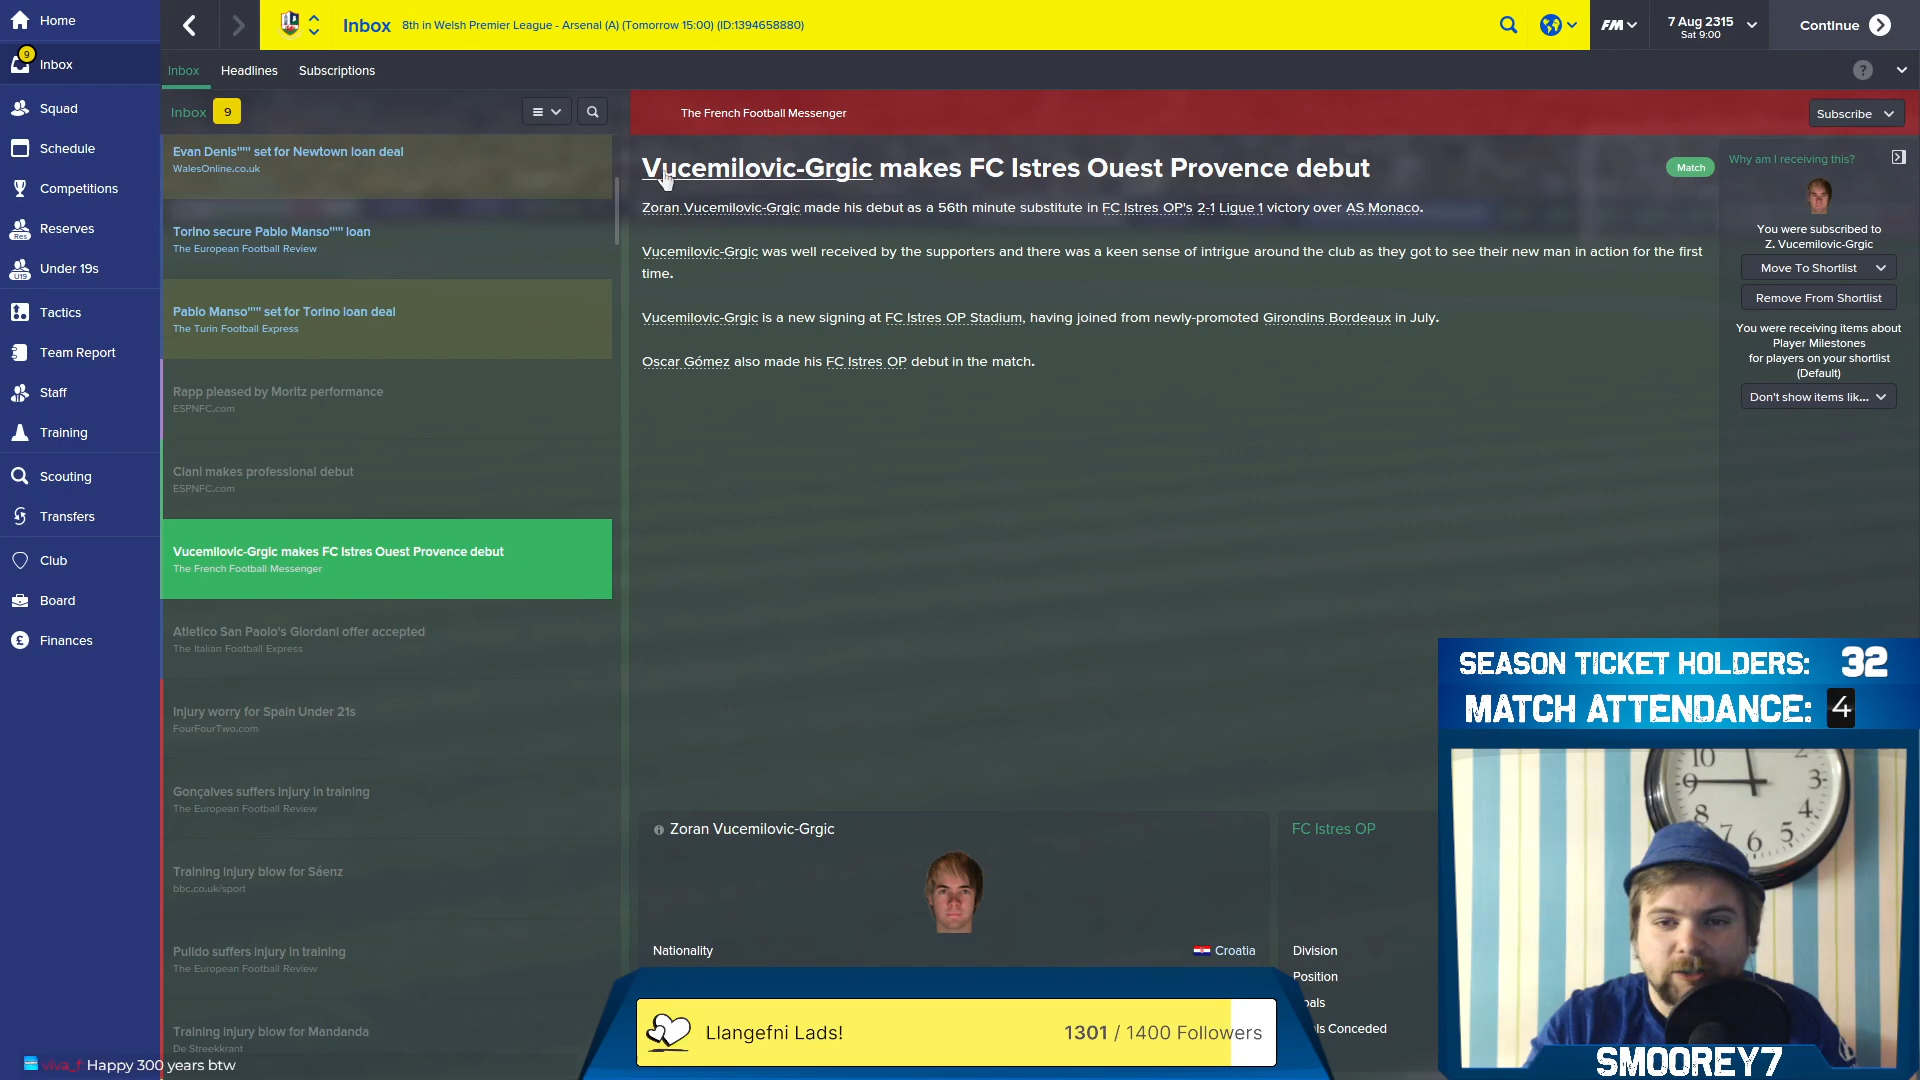 Home
Inbox
8th in Welsh Premier League - Arsenal (A) (Tomorrow 15:00) (ID:1394658880)
FM
7 Aug 2315
Sat 9:00
Continue
9
Inbox
Squad
Schedule
Competitions
Res
Reserves
U19
Under 19s
Tactics
Team Report
Staff
Training
Scouting
Transfers
Club
Board
Finances
Inbox
Headlines
Subscriptions
Inbox 9
Evan Denis""" set for Newtown loan deal
WalesOnline.co.uk
Torino secure Pablo Manso""" loan
The European Football Review
Pablo Manso""" set for Torino loan deal
The Turin Football Express
Rapp pleased by Moritz performance
ESPNFC.com
Ciani makes professional debut
ESPNFC.com
Vucemilovic-Grgic makes FC Istres Ouest Provence debut
The French Football Messenger
Atletico San Paolo's Giordani offer accepted
The Italian Football Express
Injury worry for Spain Under 21s
FourFourTwo.com
Gonçalves suffers injury in training
The European Football Review
Training injury blow for Sáenz
bbc.co.uk/sport
Pulido suffers injury in training
The European Football Review
Training injury blow for Mandanda
De Streekkrant
The French Football Messenger
Subscribe
Vucemilovic-Grgic makes FC Istres Ouest Provence debut
Match
Zoran Vucemilovic-Grgic made his debut as a 56th minute substitute in FC Istres OP's 2-1 Ligue 1 victory over AS Monaco.
Vucemilovic-Grgic was well received by the supporters and there was a keen sense of intrigue around the club as they got to see their new man in action for the first
time.
Vucemilovic-Grgic is a new signing at FC Istres OP Stadium, having joined from newly-promoted Girondins Bordeaux in July.
Oscar Gómez also made his FC Istres OP debut in the match.
Why am I receiving this?
You were subscribed to
Z. Vucemilovic-Grgic
Move To Shortlist
Remove From Shortlist
You were receiving items about
Player Milestones
for players on your shortlist
(Default)
Don't show items lik...
Zoran Vucemilovic-Grgic
Nationality
Croatia
FC Istres OP
Division
Position
oals
ls Conceded
SEASON TICKET HOLDERS: 32
MATCH ATTENDANCE: 4
10
9
3
4
5
6
7
Llangefni Lads!
1301 / 1400 Followers
SMOOREY7
viva_f Happy 300 years btw